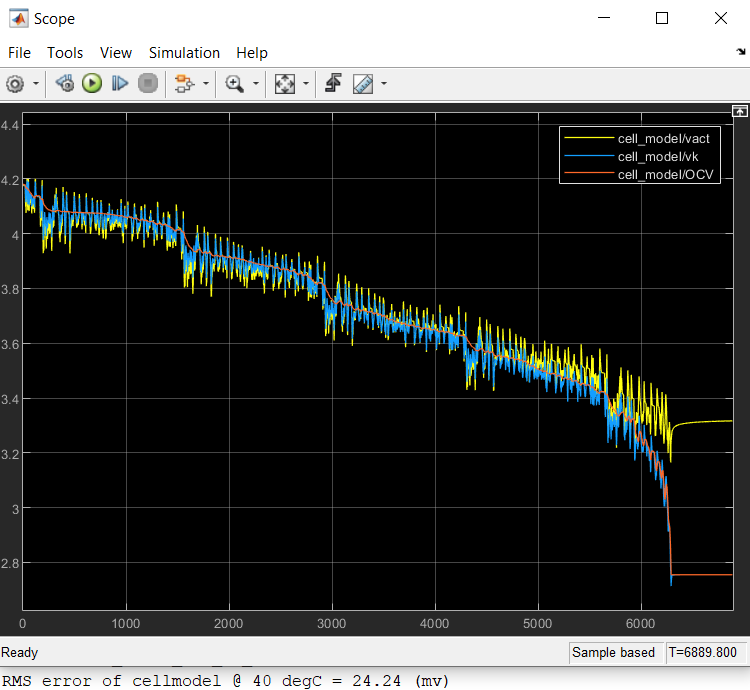 Scope
File Tools View Simulation Help
cell_model/vact
cell_model/vk
cell_model/OCV
4.4
4.2
4
3.8
3.6
3.4
3.2
3
2.8
0 1000 2000 3000 4000 5000 6000
Ready Sample based T=6889.800
RMS error of cellmodel @ 40 degC = 24.24 (mv)